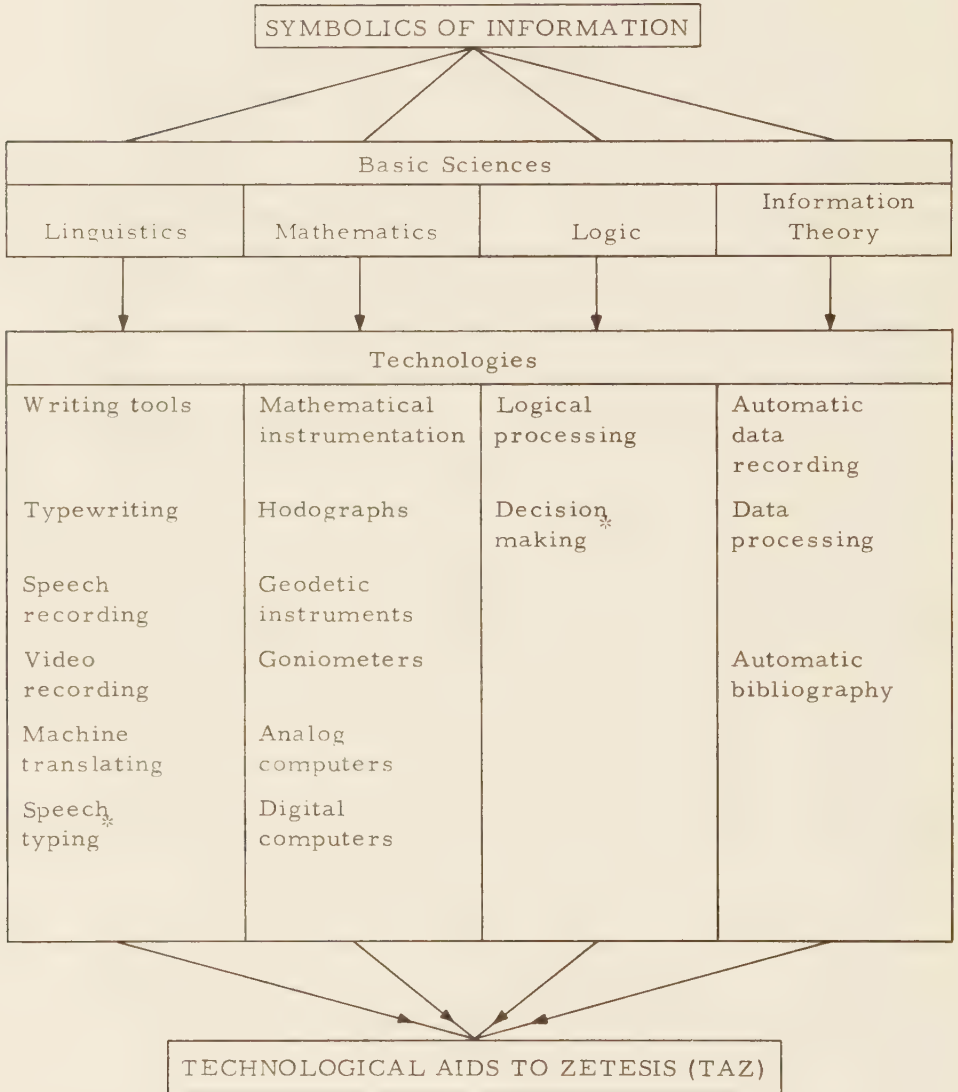 SYMBOLICS OF INFORMATION
Basic Sciences
Linguistics
Mathematics
Logic
Information
Theory
Technologies
Writing tools
Typewriting
Speech
recording
Video
recording
Machine
translating
Speech
typing*
Mathematical
instrumentation
Hodographs
Geodetic
instruments
Goniometers
Analog
computers
Digital
computers
Logical
processing
Decision
making*
Automatic
data
recording
Data
processing
Automatic
bibliography
TECHNOLOGICAL AIDS TO ZETESIS (TAZ)